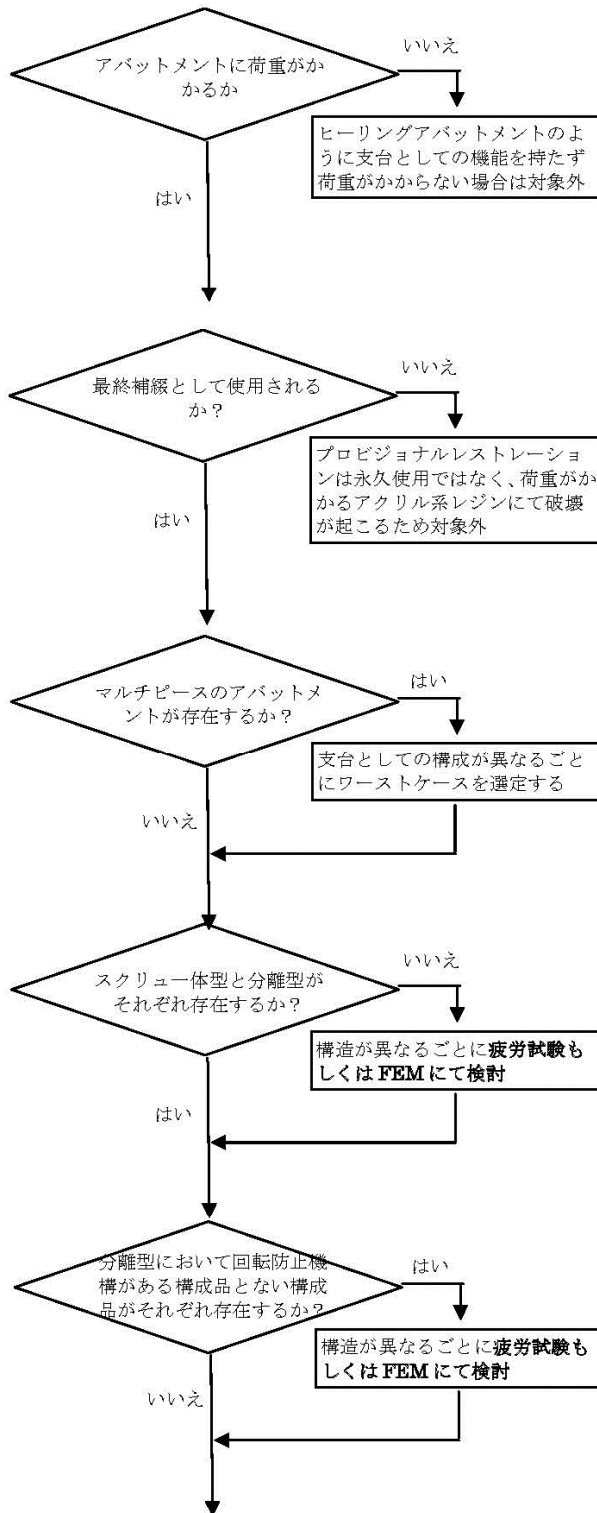 アバットメントに荷重がか
かるか
いいえ
ヒーリングアバットメントのよ
うに支台としての機能を持たず
荷重がかからない場合は対象外
はい
最終補綴として使用される
か？
いいえ
プロビジョナルレストレーショ
ンは永久使用ではなく、荷重がか
かるアクリル系レジンにて破壊
が起こるため対象外
はい
マルチピースのアバットメ
ントが存在するか？
はい
支台としての構成が異なるごと
にワーストケースを選定する
いいえ
スクリュー体型と分離型が
それぞれ存在するか？
いいえ
構造が異なるごとに疲労試験も
しくは FEM にて検討
はい
分離型において回転防止機
構がある構成品とない構成
品がそれぞれ存在するか？
はい
構造が異なるごとに疲労試験も
しくは FEM にて検討
いいえ